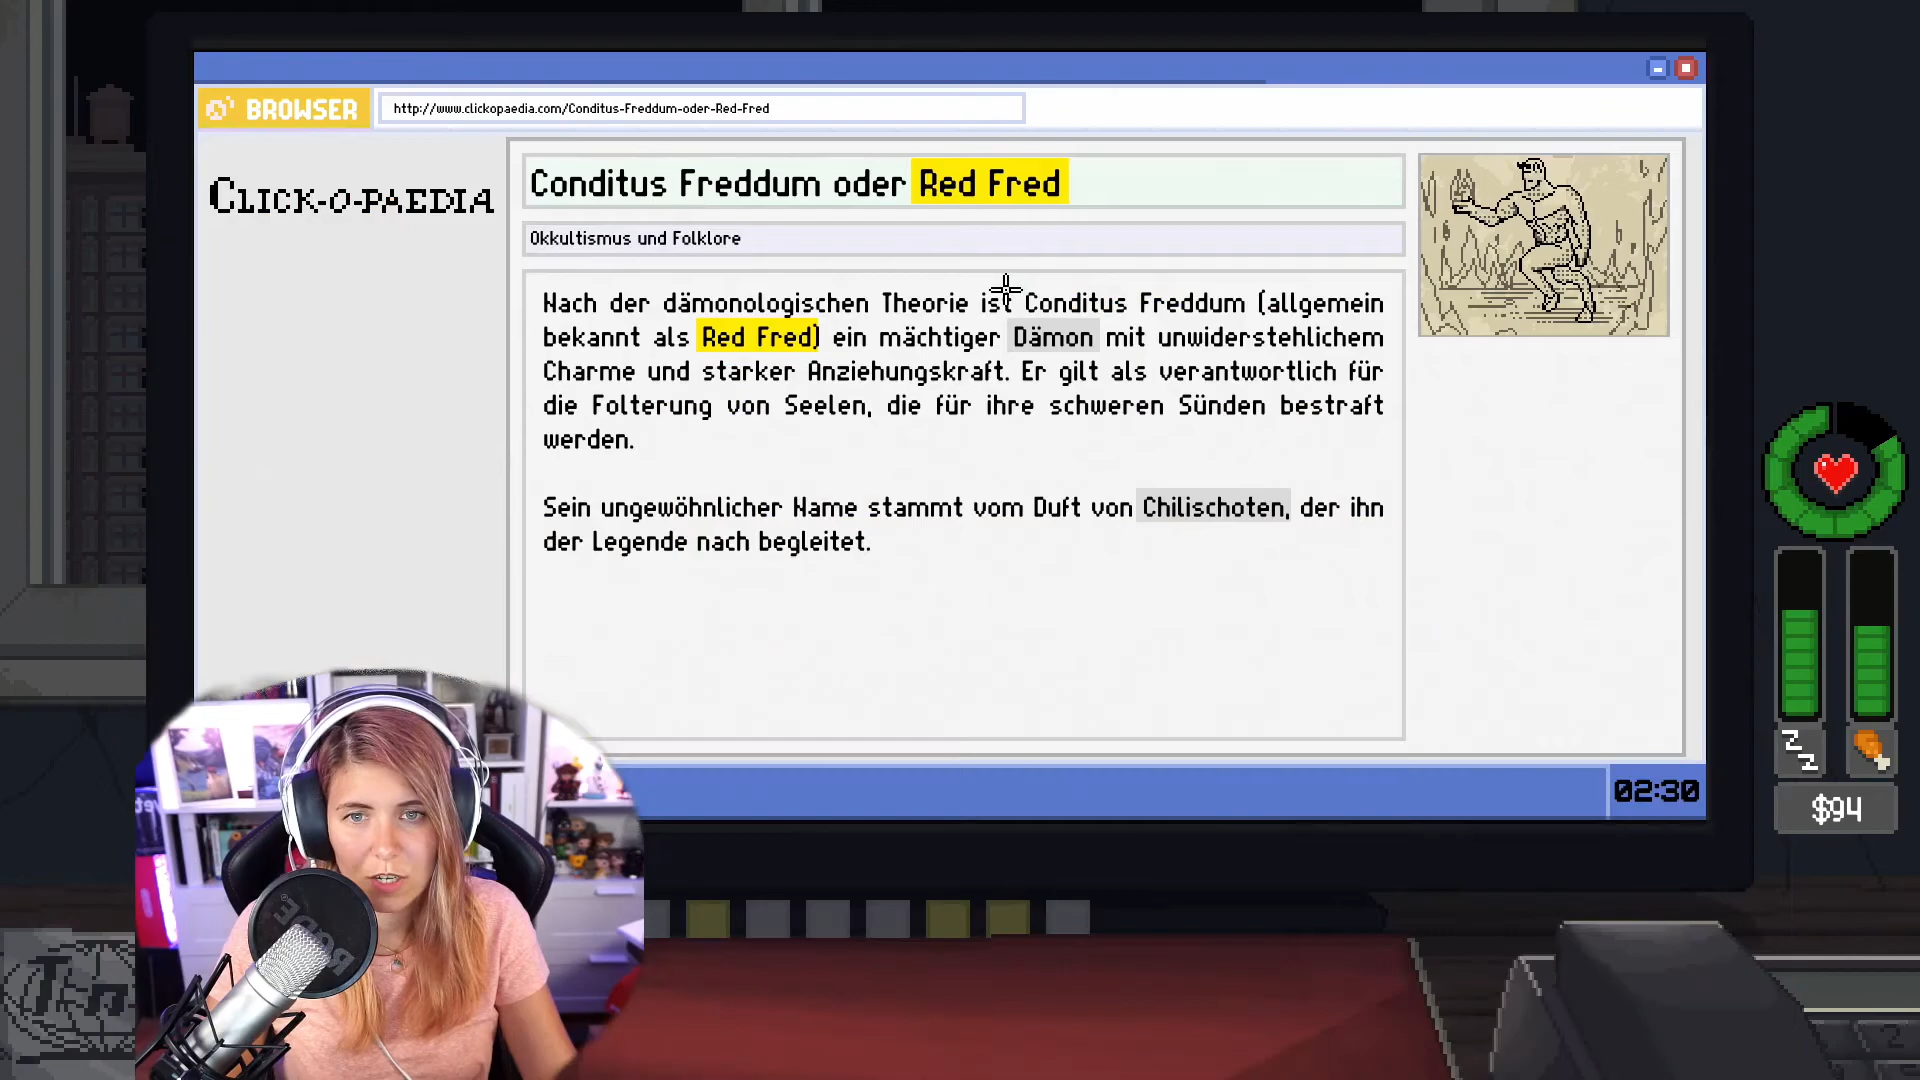 BROWSER
http://www.clickopaedia.com/Conditus-Freddum-oder-Red-Fred
CLICK-O-PAEDIA
Conditus Freddum oder Red Fred
Okkultismus und Folklore
Nach der dämonologischen Theorie ist Conditus Freddum (allgemein
bekannt als Red Fred) ein mächtiger Dämon mit unwiderstehlichem
Charme und starker Anziehungskraft. Er gilt als verantwortlich für
die Folterung von Seelen, die für ihre schweren Sünden bestraft
werden.
Sein ungewöhnlicher Name stammt vom Duft von Chilischoten, der ihn
der Legende nach begleitet.
02:30
$94
RODE